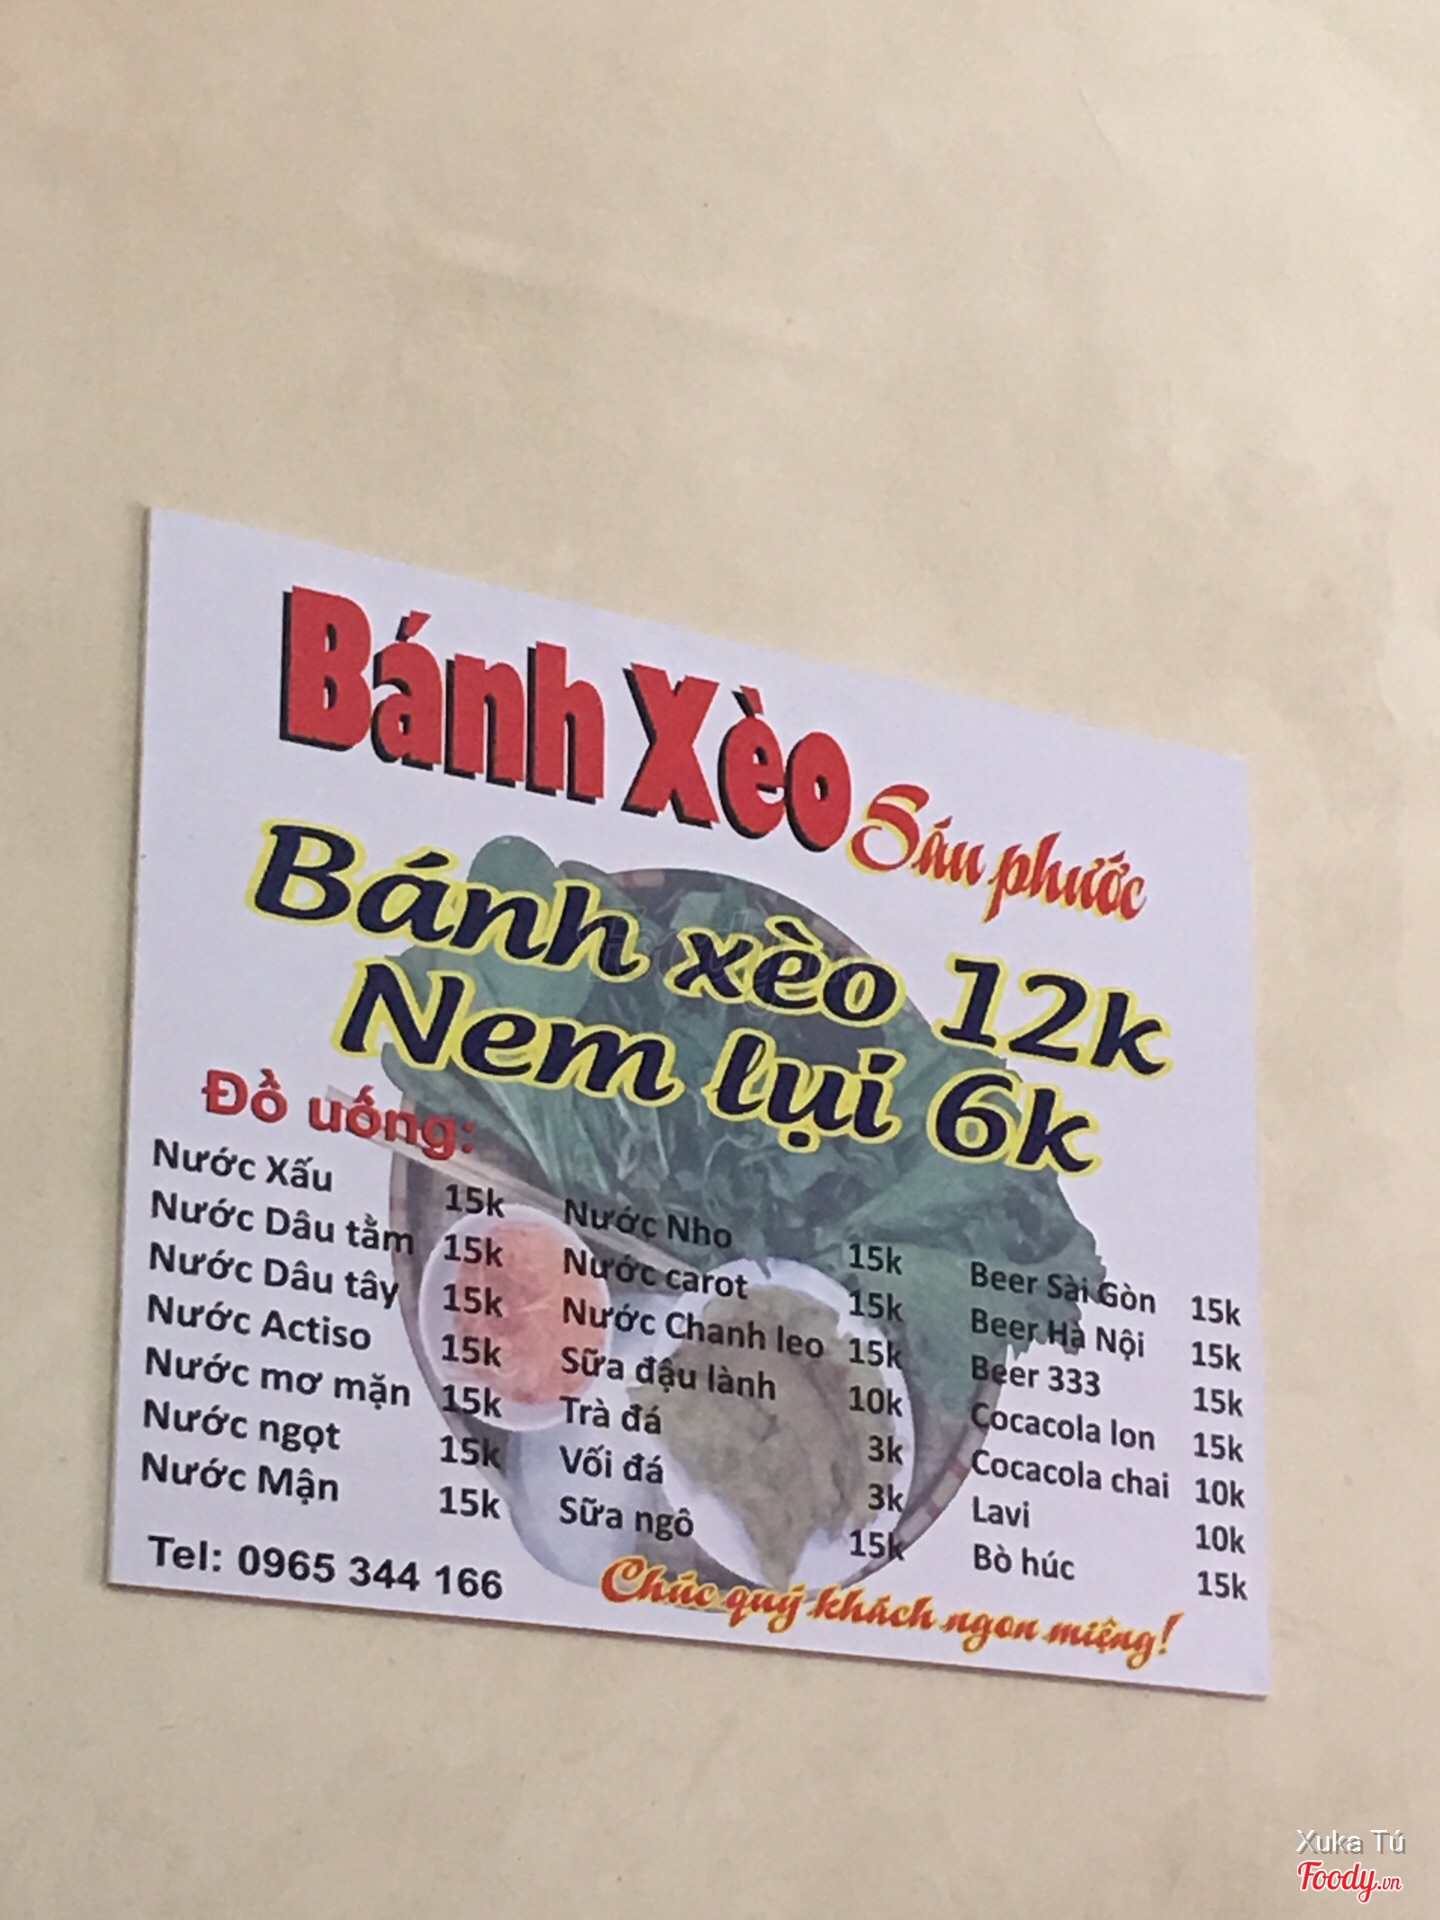 Bánh Xèo Sáu phước
Bánh xèo 12k
Nem lụi 6k
Đồ uống:
Nước Xấu 15k
Nước Dâu tằm 15k
Nước Dâu tây 15k
Nước Actiso 15k
Nước mơ mặn 15k
Nước ngọt 15k
Nước Mận 15k
Nước Nho 15k
Nước carot 15k
Nước Chanh leo 15k
Sữa đậu lành 10k
Trà đá 3k
Vối đá 3k
Sữa ngô 15k
Beer Sài Gòn 15k
Beer Hà Nội 15k
Beer 333 15k
Cocacola lon 15k
Cocacola chai 10k
Lavi 10k
Bò húc 15k
Tel: 0965 344 166
Chúc quý khách ngon miệng!
Xuka Tú
Foody.vn